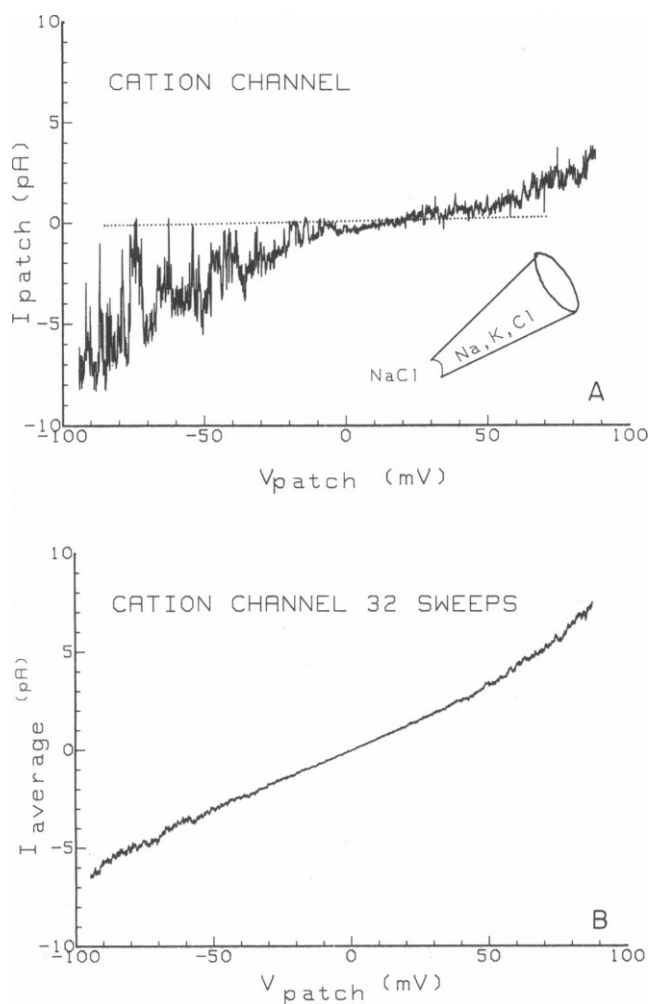 10
CATION CHANNEL
5
I patch (pA)
0
-5
Na,K,Cl
NaCl
A
-10
-100 -50 0 50 100
Vpatch (mV)
10
CATION CHANNEL 32 SWEEPS
5
I average (pA)
0
-5
B
-10
-100 -50 0 50 100
V patch (mV)